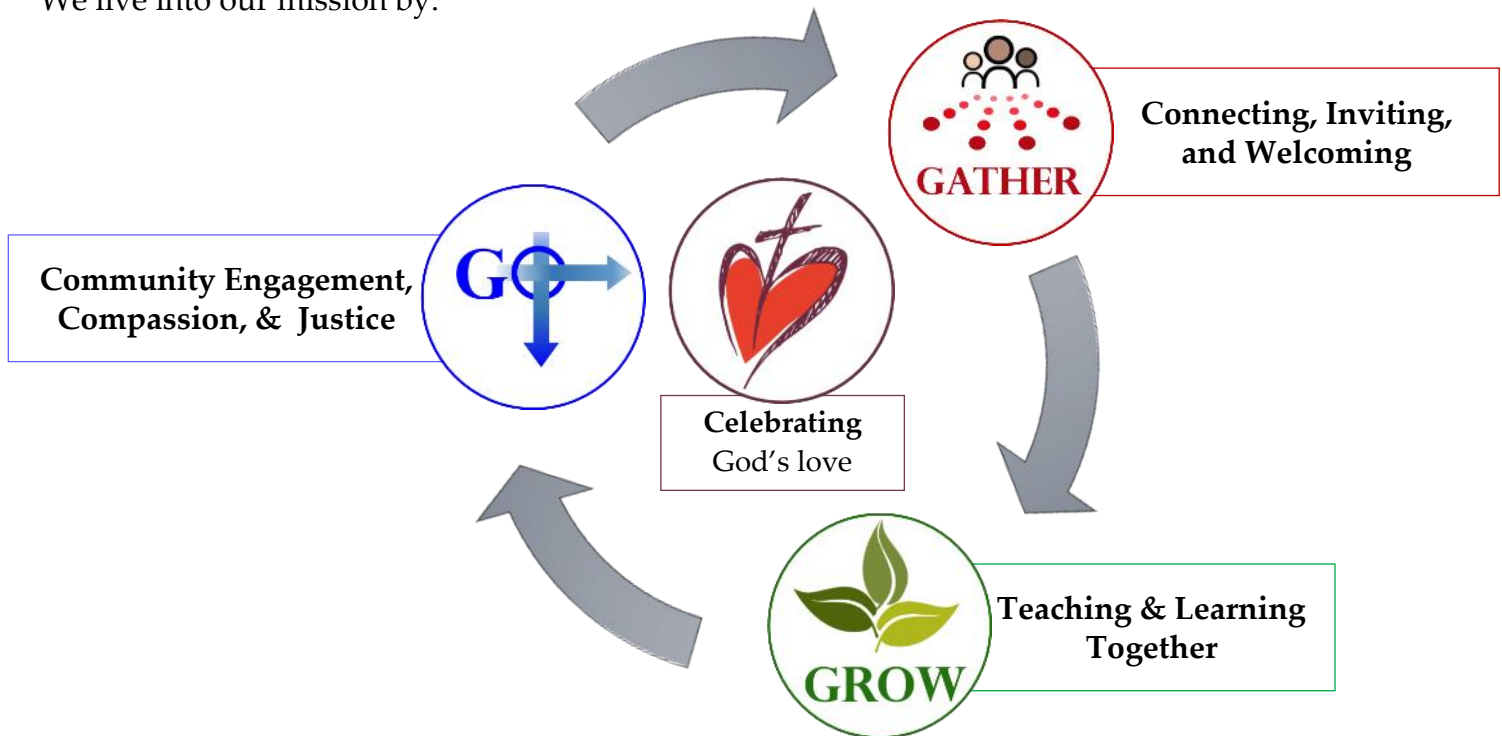 We live into our mission by:
GATHER
Connecting, Inviting,
and Welcoming
GO
Community Engagement,
Compassion, & Justice
Celebrating
God's love
GROW
Teaching & Learning
Together